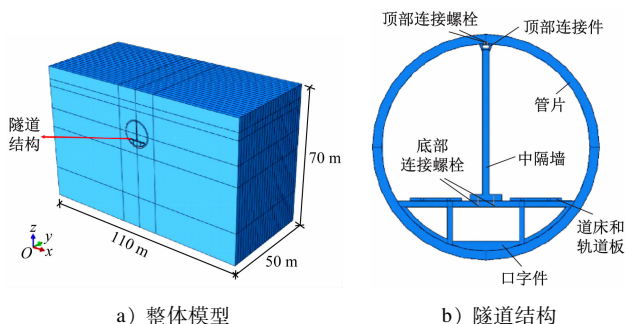 隧道
结构
70 m
110 m
50 m
z
y
x
O
a）整体模型
顶部连接螺栓
顶部连接件
管片
底部
连接螺栓
中隔墙
道床和
轨道板
口字件
b）隧道结构